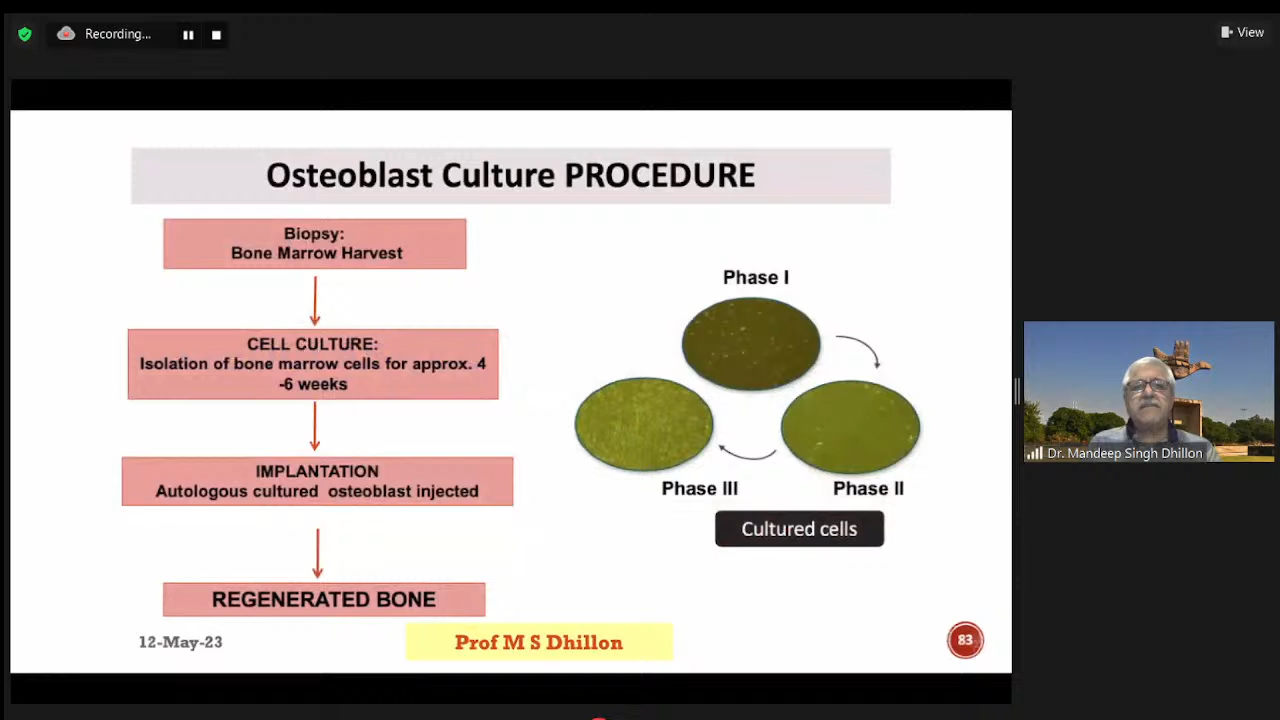 Recording...
View
Osteoblast Culture PROCEDURE
Biopsy:
Bone Marrow Harvest
CELL CULTURE:
Isolation of bone marrow cells for approx. 4
-6 weeks
IMPLANTATION
Autologous cultured osteoblast injected
REGENERATED BONE
Phase I
Phase III
Phase II
Cultured cells
12-May-23
Prof M S Dhillon
83
Dr. Mandeep Singh Dhillon